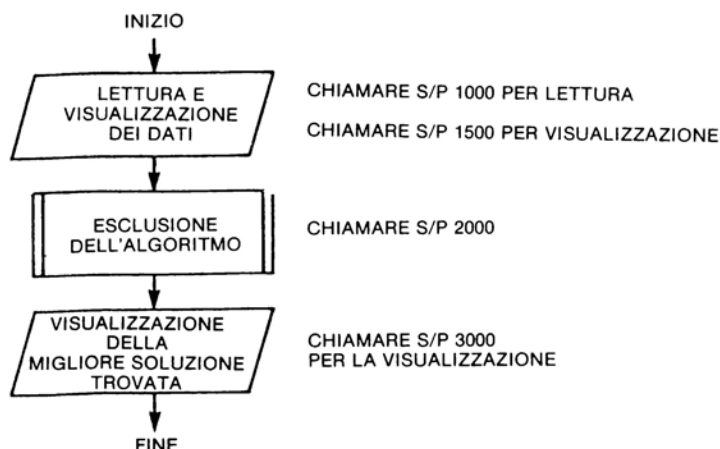 INIZIO
LETTURA E
VISUALIZZAZIONE
DEI DATI
CHIAMARE S/P 1000 PER LETTURA
CHIAMARE S/P 1500 PER VISUALIZZAZIONE
ESCLUSIONE
DELL'ALGORITMO
CHIAMARE S/P 2000
VISUALIZZAZIONE
DELLA
MIGLIORE SOLUZIONE
TROVATA
CHIAMARE S/P 3000
PER LA VISUALIZZAZIONE
FINE